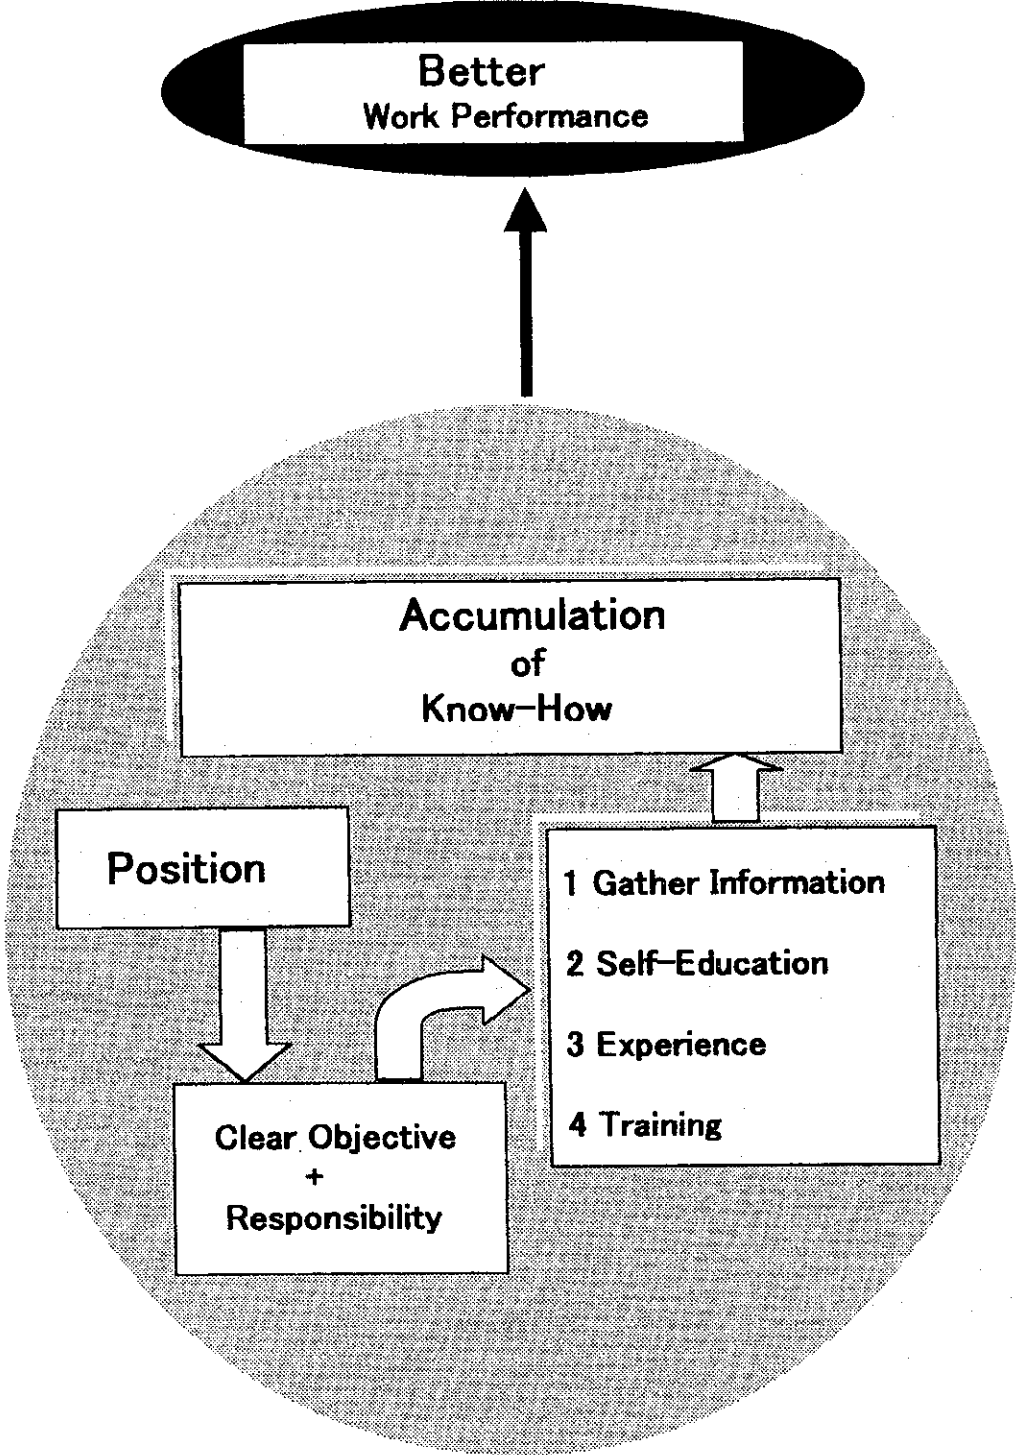 Better
Work Performance
Accumulation
of
Know-How
Position
Clear Objective
+
Responsibility
1 Gather Information
2 Self-Education
3 Experience
4 Training